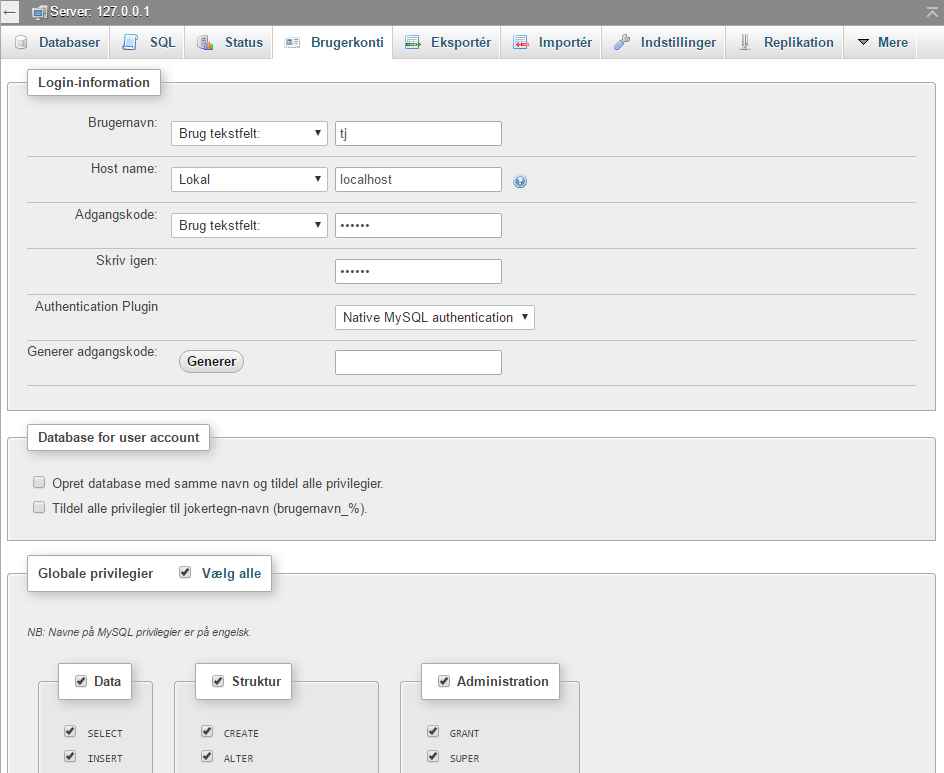 Server: 127.0.0.1
Databaser SQL Status Brugerkonti Eksportér Importér Indstillinger Replikation Mere
Login-information
Brugernavn: Brug tekstfelt: tj
Host name: Lokal localhost
Adgangskode: Brug tekstfelt: ••••••
Skriv igen: ••••••
Authentication Plugin Native MySQL authentication
Generer adgangskode: Generer
Database for user account
Opret database med samme navn og tildel alle privilegier.
Tildel alle privilegier til jokertegn-navn (brugernavn_%).
Globale privilegier Vælg alle
NB: Navne på MySQL privilegier er på engelsk.
Data Struktur Administration
SELECT CREATE GRANT
INSERT ALTER SUPER